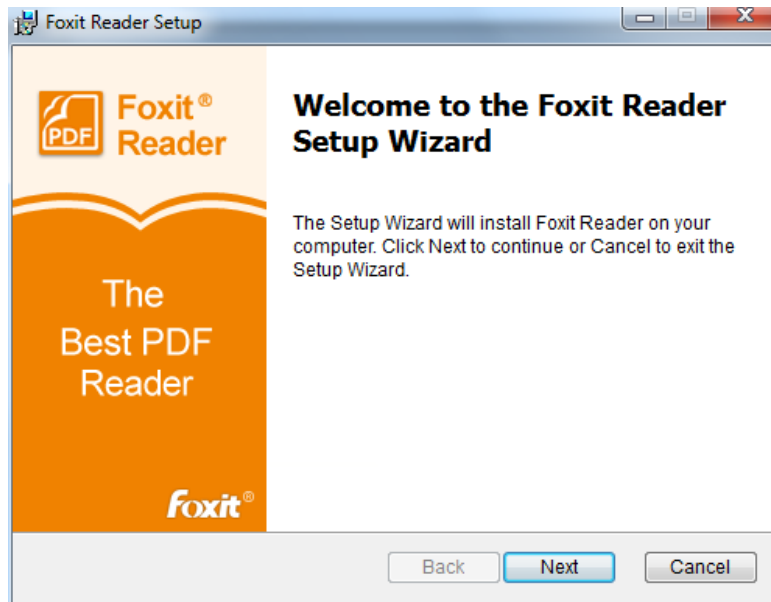 Foxit Reader Setup
Foxit®
Reader
PDF
The
Best PDF
Reader
Foxit®
Welcome to the Foxit Reader
Setup Wizard
The Setup Wizard will install Foxit Reader on your
computer. Click Next to continue or Cancel to exit the
Setup Wizard.
Back
Next
Cancel